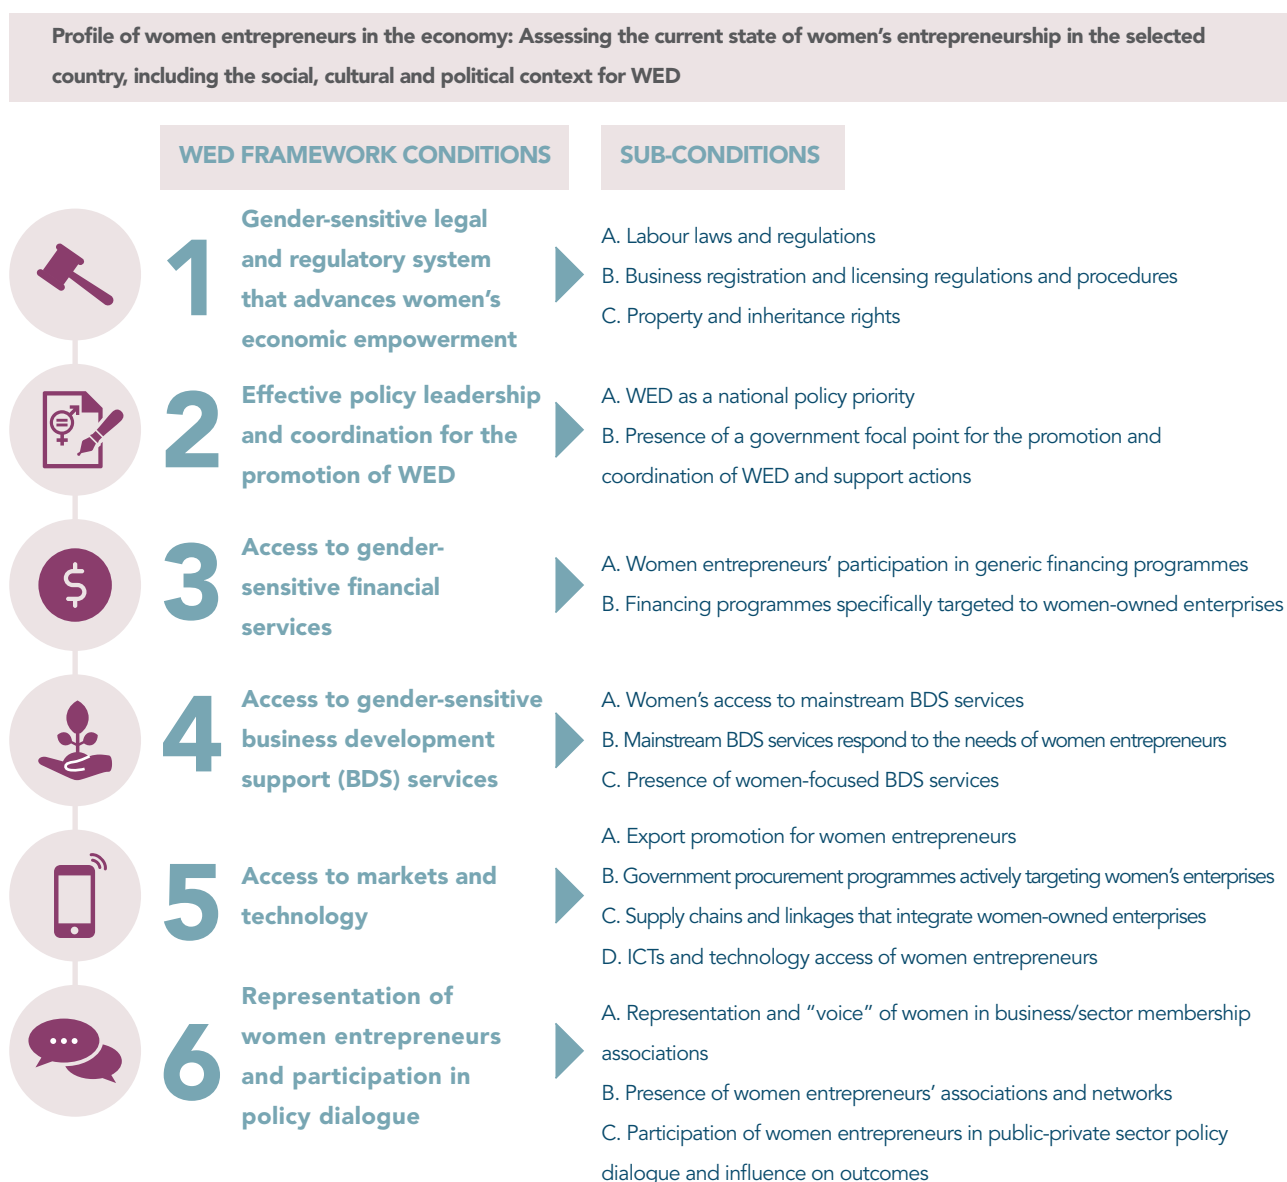 Profile of women entrepreneurs in the economy: Assessing the current state of women’s entrepreneurship in the selected
country, including the social, cultural and political context for WED
WED FRAMEWORK CONDITIONS
SUB-CONDITIONS
1
Gender-sensitive legal
and regulatory system
that advances women’s
economic empowerment
A. Labour laws and regulations
B. Business registration and licensing regulations and procedures
C. Property and inheritance rights
2
Effective policy leadership
and coordination for the
promotion of WED
A. WED as a national policy priority
B. Presence of a government focal point for the promotion and
coordination of WED and support actions
$
3
Access to gender-
sensitive financial
services
A. Women entrepreneurs’ participation in generic financing programmes
B. Financing programmes specifically targeted to women-owned enterprises
4
Access to gender-sensitive
business development
support (BDS) services
A. Women’s access to mainstream BDS services
B. Mainstream BDS services respond to the needs of women entrepreneurs
C. Presence of women-focused BDS services
5
Access to markets and
technology
A. Export promotion for women entrepreneurs
B. Government procurement programmes actively targeting women’s enterprises
C. Supply chains and linkages that integrate women-owned enterprises
D. ICTs and technology access of women entrepreneurs
6
Representation of
women entrepreneurs
and participation in
policy dialogue
A. Representation and “voice” of women in business/sector membership
associations
B. Presence of women entrepreneurs’ associations and networks
C. Participation of women entrepreneurs in public-private sector policy
dialogue and influence on outcomes